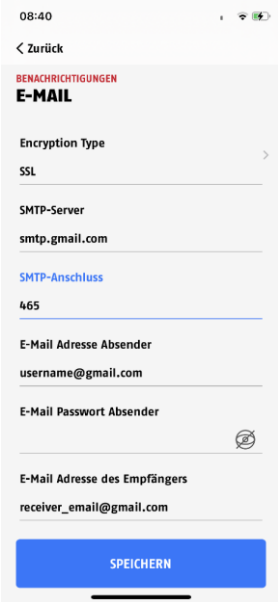 08:40
Zurück
BENACHRICHTIGUNGEN
E-MAIL
Encryption Type
SSL
SMTP-Server
smtp.gmail.com
SMTP-Anschluss
465
E-Mail Adresse Absender
username@gmail.com
E-Mail Passwort Absender
E-Mail Adresse des Empfängers
receiver_email@gmail.com
SPEICHERN